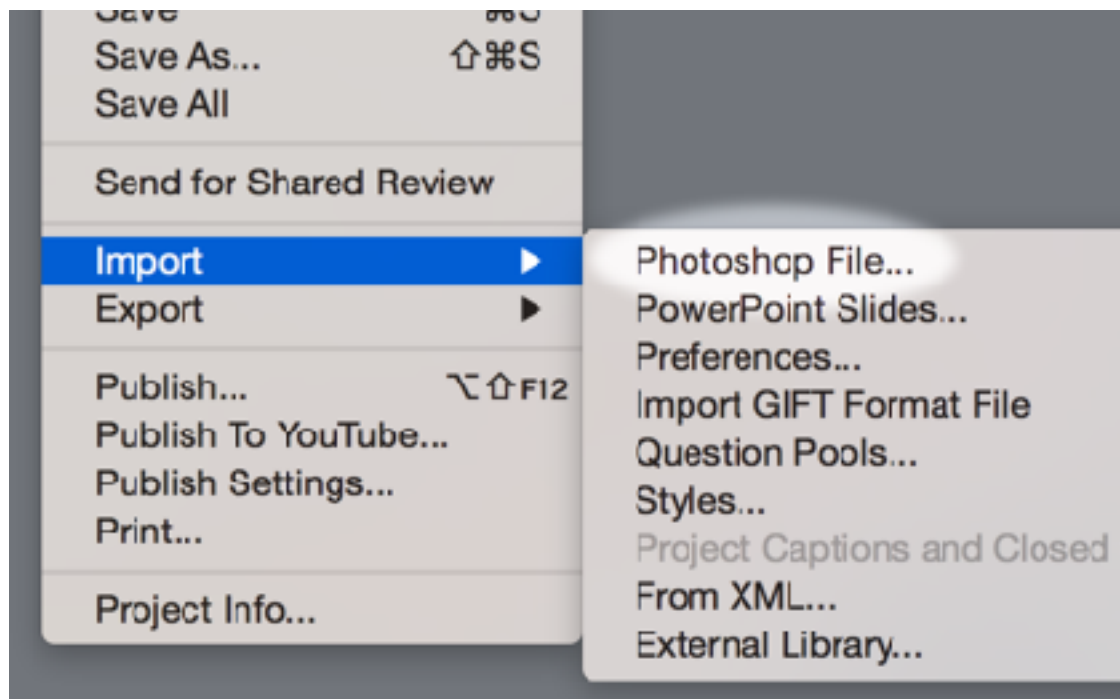 Save ⌘S
Save As... ⇧⌘S
Save All
Send for Shared Review
Import ▶
Export ▶
Publish... ⌥⇧F12
Publish To YouTube...
Publish Settings...
Print...
Project Info...
Photoshop File...
PowerPoint Slides...
Preferences...
Import GIFT Format File
Question Pools...
Styles...
Project Captions and Closed
From XML...
External Library...